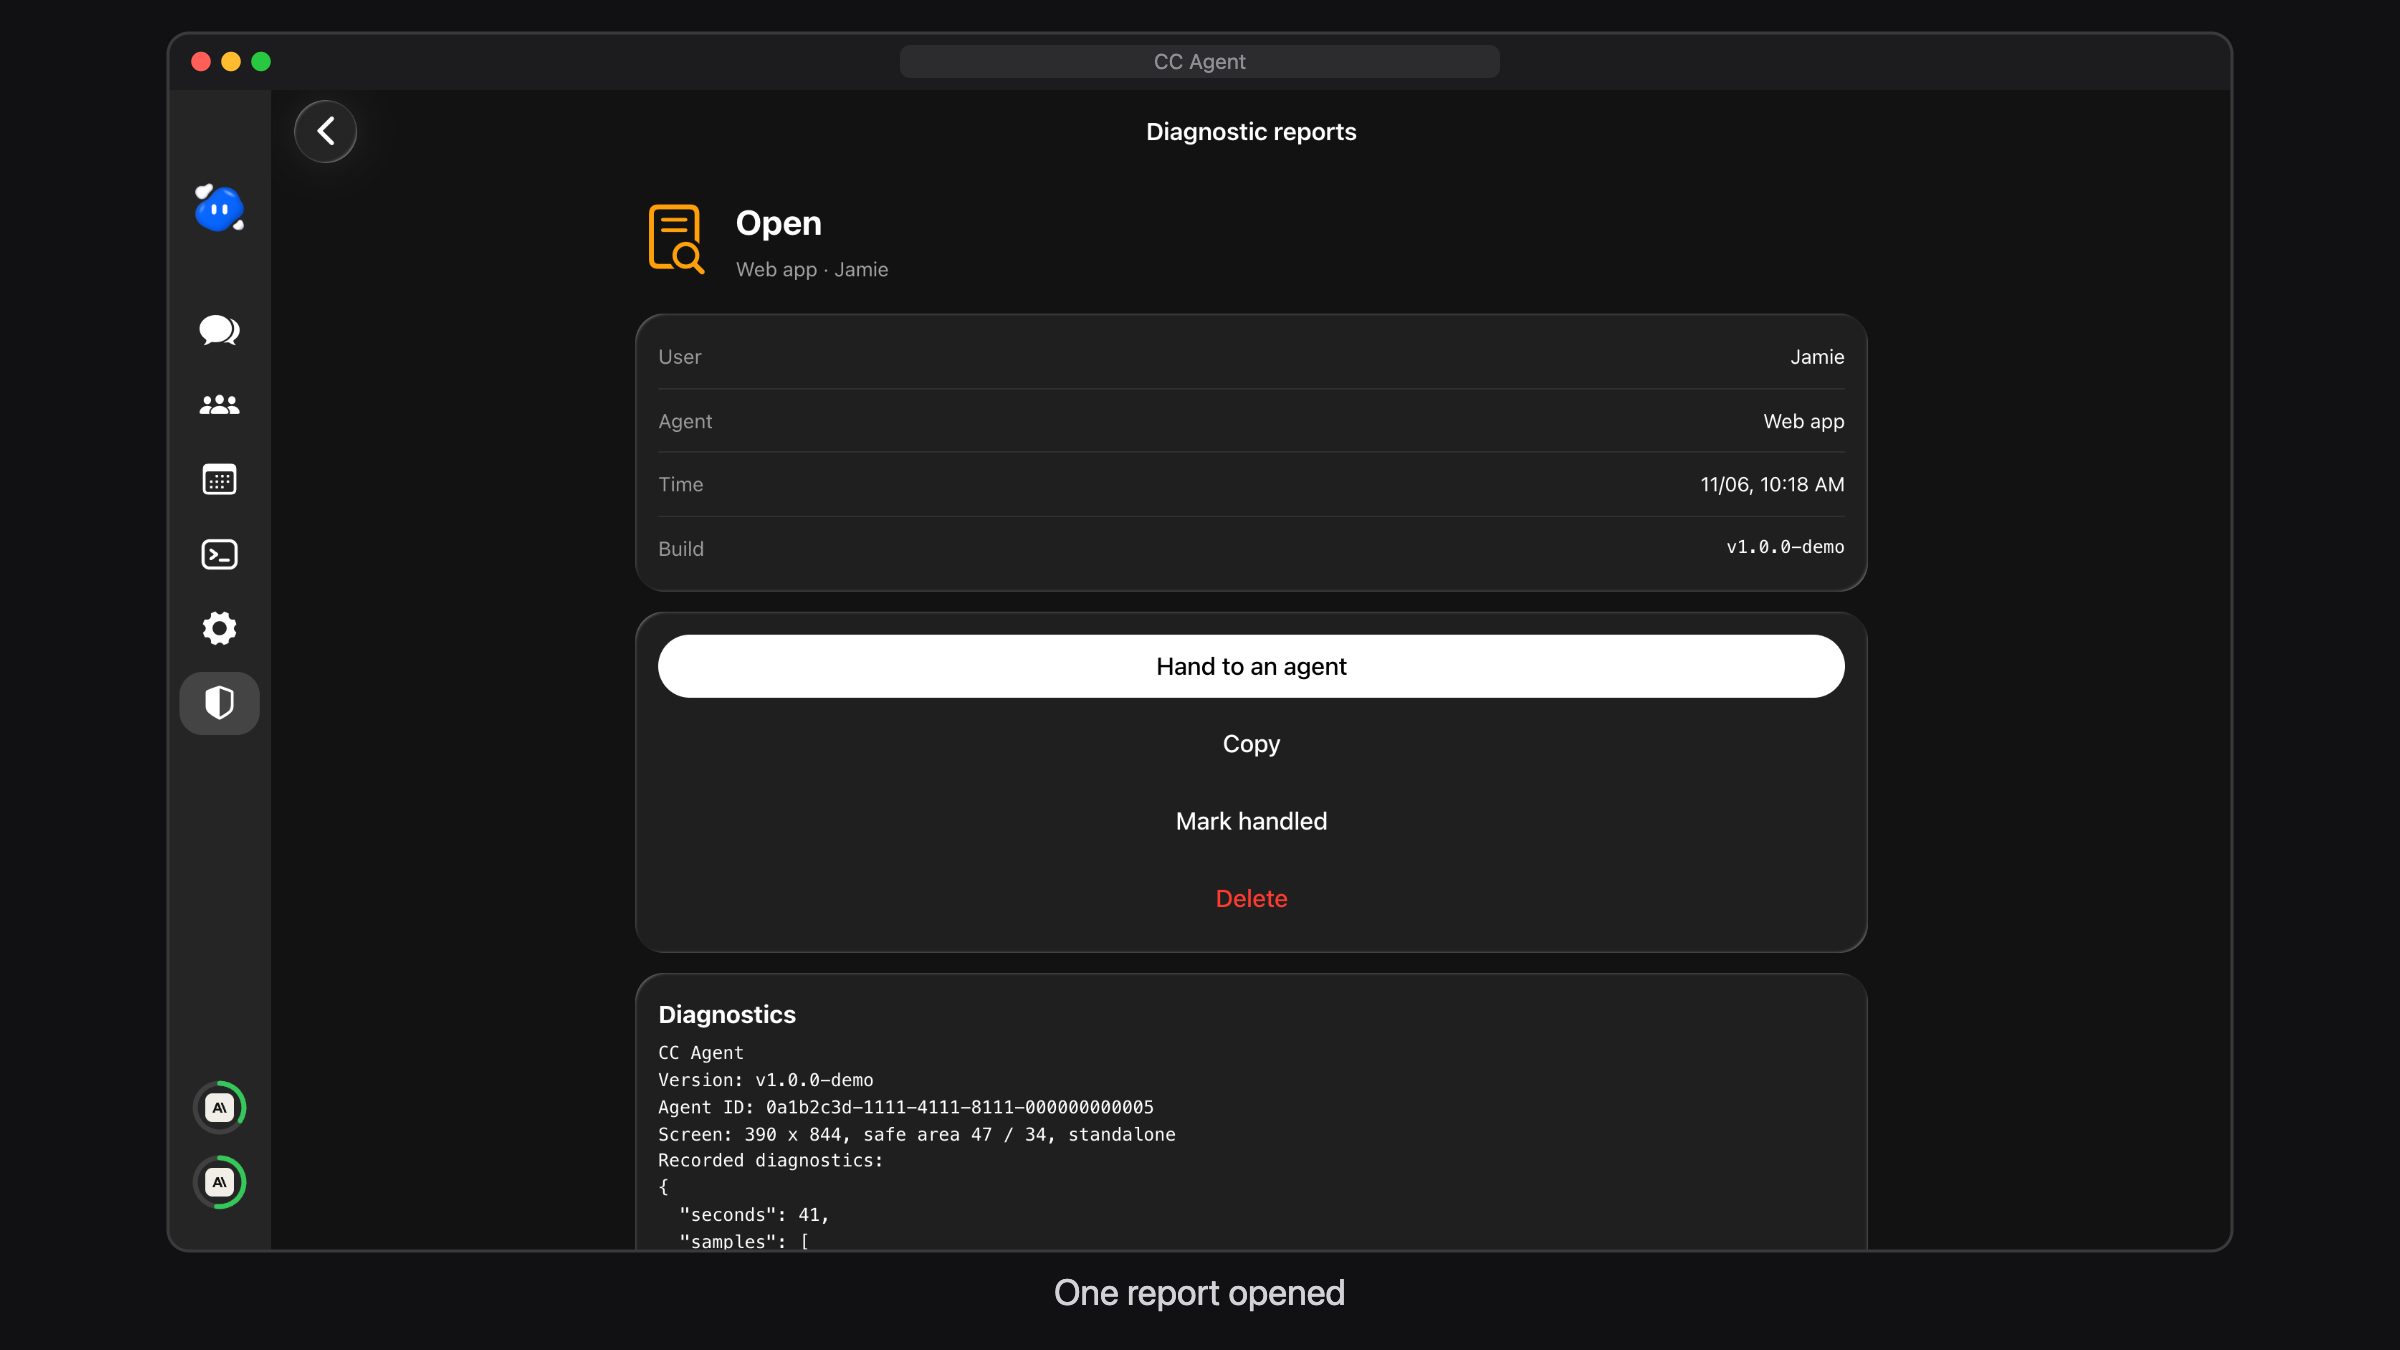 CC Agent
Diagnostic reports
Open
Web app · Jamie
User Jamie
Agent Web app
Time 11/06, 10:18 AM
Build v1.0.0-demo
Hand to an agent
Copy
Mark handled
Delete
Diagnostics
CC Agent
Version: v1.0.0-demo
Agent ID: 0a1b2c3d-1111-4111-8111-000000000005
Screen: 390 x 844, safe area 47 / 34, standalone
Recorded diagnostics:
{
"seconds": 41,
"samples": [
One report opened